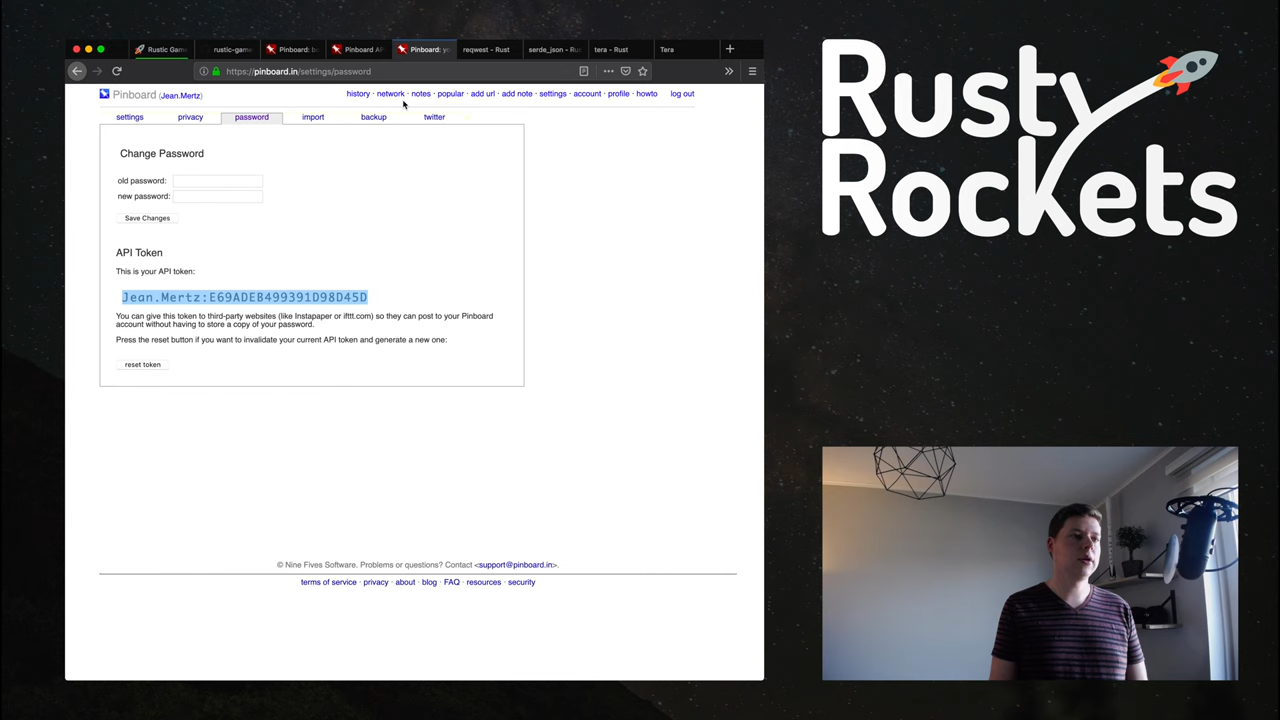 Rustic Gam
rustic-game
Pinboard: b
Pinboard AP
Pinboard: yo
reqwest - Rust
serde_json - Rus
tera - Rust
Tera
https://pinboard.in/settings/password
Pinboard (Jean.Mertz)
history · network · notes · popular · add url · add note · settings · account · profile · howto
log out
settings
privacy
password
import
backup
twitter
Change Password
old password:
new password:
Save Changes
API Token
This is your API token:
Jean.Mertz:E69ADEB499391D98D45D
You can give this token to third-party websites (like Instapaper or ifttt.com) so they can post to your Pinboard
account without having to store a copy of your password.
Press the reset button if you want to invalidate your current API token and generate a new one:
reset token
© Nine Fives Software. Problems or questions? Contact <support@pinboard.in>.
terms of service · privacy · about · blog · FAQ · resources · security
Rusty
Rockets